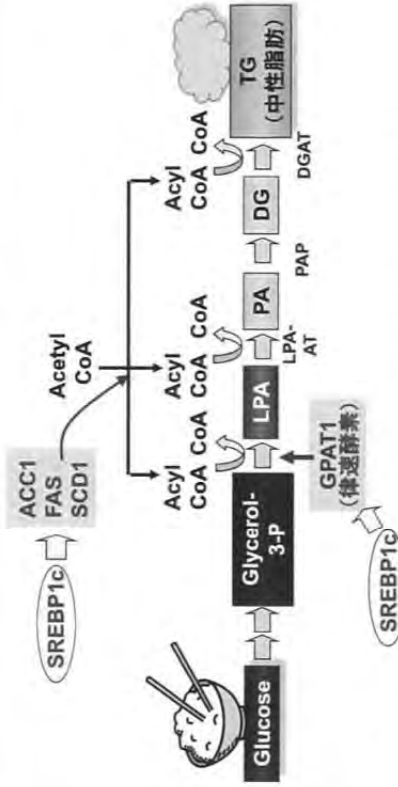 SREBP1c
ACC1
FAS
SCD1
Acetyl
CoA
Acyl
CoA
CoA
Acyl
CoA
CoA
Acyl
CoA
CoA
Glucose
Glycerol-
3-P
LPA
PA
DG
TG
(中性脂肪)
LPA-
AT
PAP
DGAT
GPAT1
(律速酵素)
SREBP1c